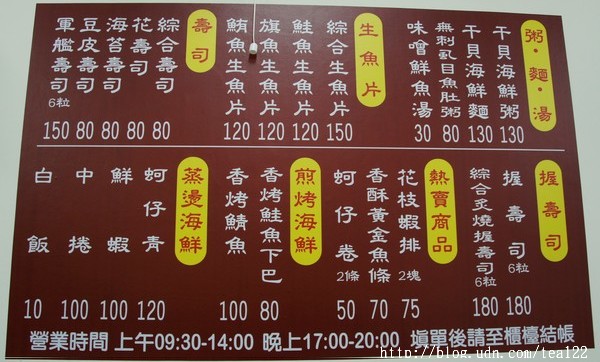 粥·麵·湯
干貝海鮮粥 130
干貝海鮮麵 130
無刺虱目魚肚粥 80
味噌鮮魚湯 30
生魚片
綜合生魚片 150
鮭魚生魚片 120
旗魚生魚片 120
鮪魚生魚片 120
壽司
綜合壽司 80
花壽司 80
海苔壽司 80
豆皮壽司 80
軍艦壽司 6粒 150
握壽司
握壽司 6粒 180
綜合炙燒握壽司 6粒 180
熱賣商品
花枝蝦排 2塊 75
香酥黃金魚條 70
蚵仔卷 2條 50
煎烤海鮮
香烤鮭魚下巴 80
香烤鯖魚 100
蒸燙海鮮
蚵仔青 120
鮮蝦 100
中捲 100
白飯 10
營業時間 上午09:30-14:00 晚上17:00-20:00 填單後請至櫃檯結帳
http://blog.udn.com/tea122